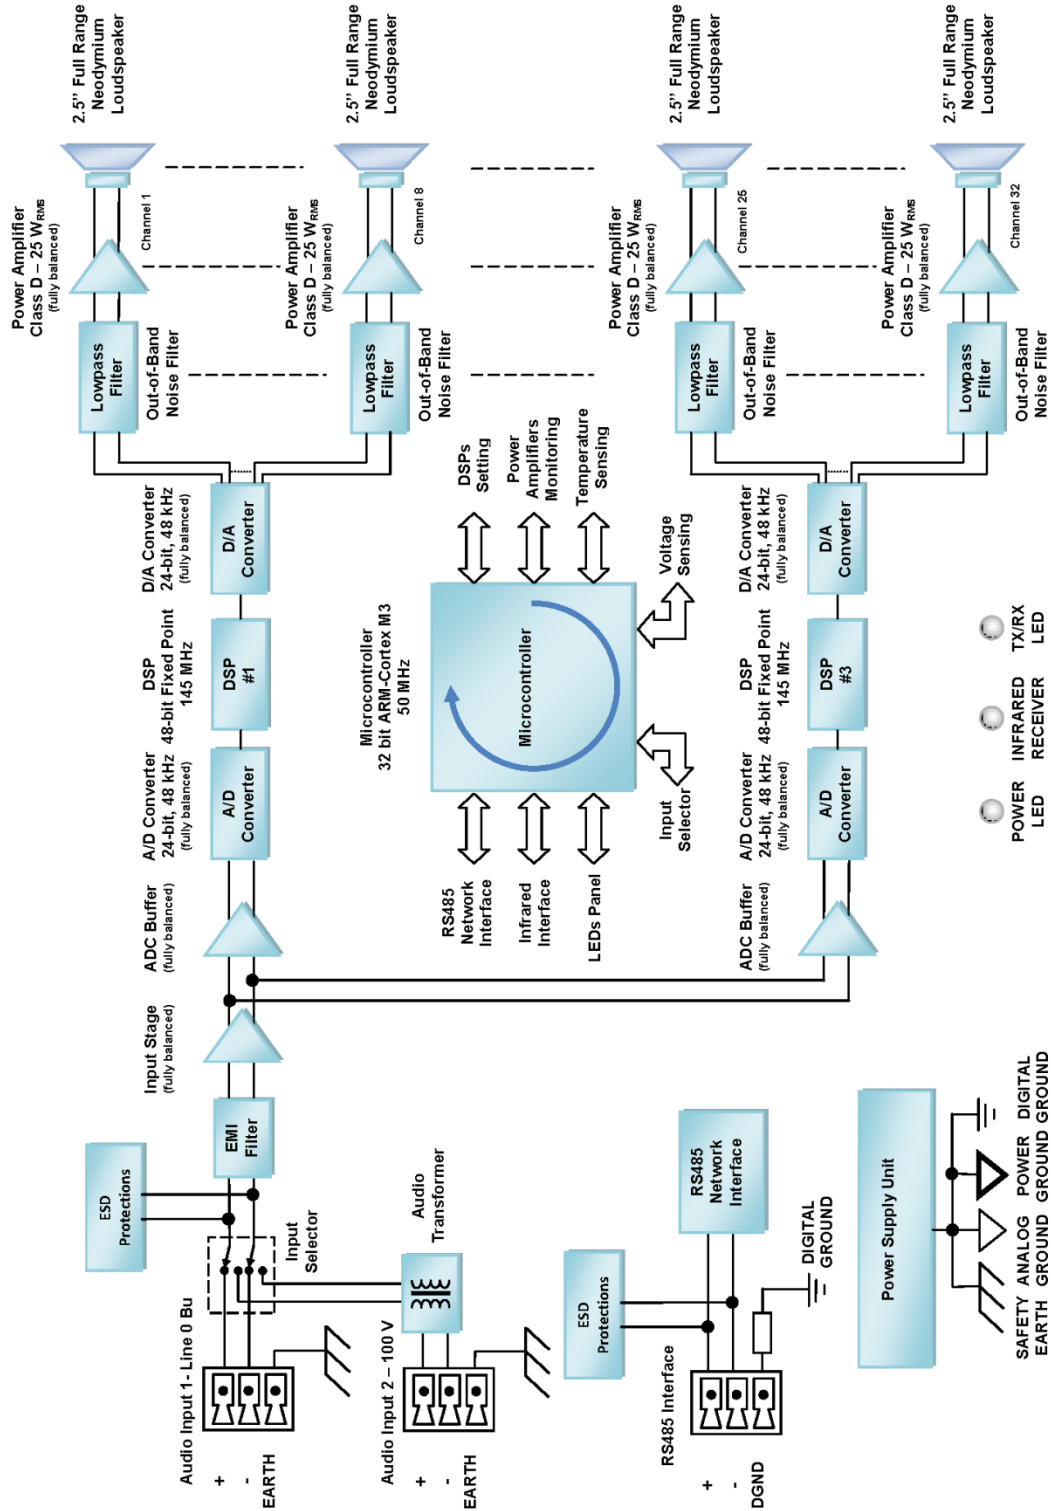 Audio Input 1- Line 0 Bu
+
-
EARTH
ESD
Protections
Input
Selector
EMI
Filter
Input Stage
(fully balanced)
ADC Buffer
(fully balanced)
A/D Converter
24-bit, 48 kHz
(fully balanced)
A/D
Converter
DSP
48-bit Fixed Point
145 MHz
DSP
#1
D/A Converter
24-bit, 48 kHz
(fully balanced)
D/A
Converter
Lowpass
Filter
Out-of-Band
Noise Filter
Power Amplifier
Class D – 25 WRMS
(fully balanced)
Channel 1
2.5” Full Range
Neodymium
Loudspeaker
Audio Input 2 – 100 V
+
-
EARTH
Audio
Transformer
Lowpass
Filter
Out-of-Band
Noise Filter
Power Amplifier
Class D – 25 WRMS
(fully balanced)
Channel 8
2.5” Full Range
Neodymium
Loudspeaker
Microcontroller
32 bit ARM-Cortex M3
50 MHz
Microcontroller
RS485
Network
Interface
Infrared
Interface
LEDs Panel
Input
Selector
DSPs
Setting
Power
Amplifiers
Monitoring
Temperature
Sensing
Voltage
Sensing
RS485 Interface
+
-
DGND
ESD
Protections
RS485
Network
Interface
DIGITAL
GROUND
ADC Buffer
(fully balanced)
A/D Converter
24-bit, 48 kHz
(fully balanced)
A/D
Converter
DSP
48-bit Fixed Point
145 MHz
DSP
#3
D/A Converter
24-bit, 48 kHz
(fully balanced)
D/A
Converter
Lowpass
Filter
Out-of-Band
Noise Filter
Power Amplifier
Class D – 25 WRMS
(fully balanced)
Channel 25
2.5” Full Range
Neodymium
Loudspeaker
Lowpass
Filter
Out-of-Band
Noise Filter
Power Amplifier
Class D – 25 WRMS
(fully balanced)
Channel 32
2.5” Full Range
Neodymium
Loudspeaker
Power Supply Unit
SAFETY
EARTH
ANALOG
GROUND
POWER
GROUND
DIGITAL
GROUND
POWER
LED
INFRARED
RECEIVER
TX/RX
LED